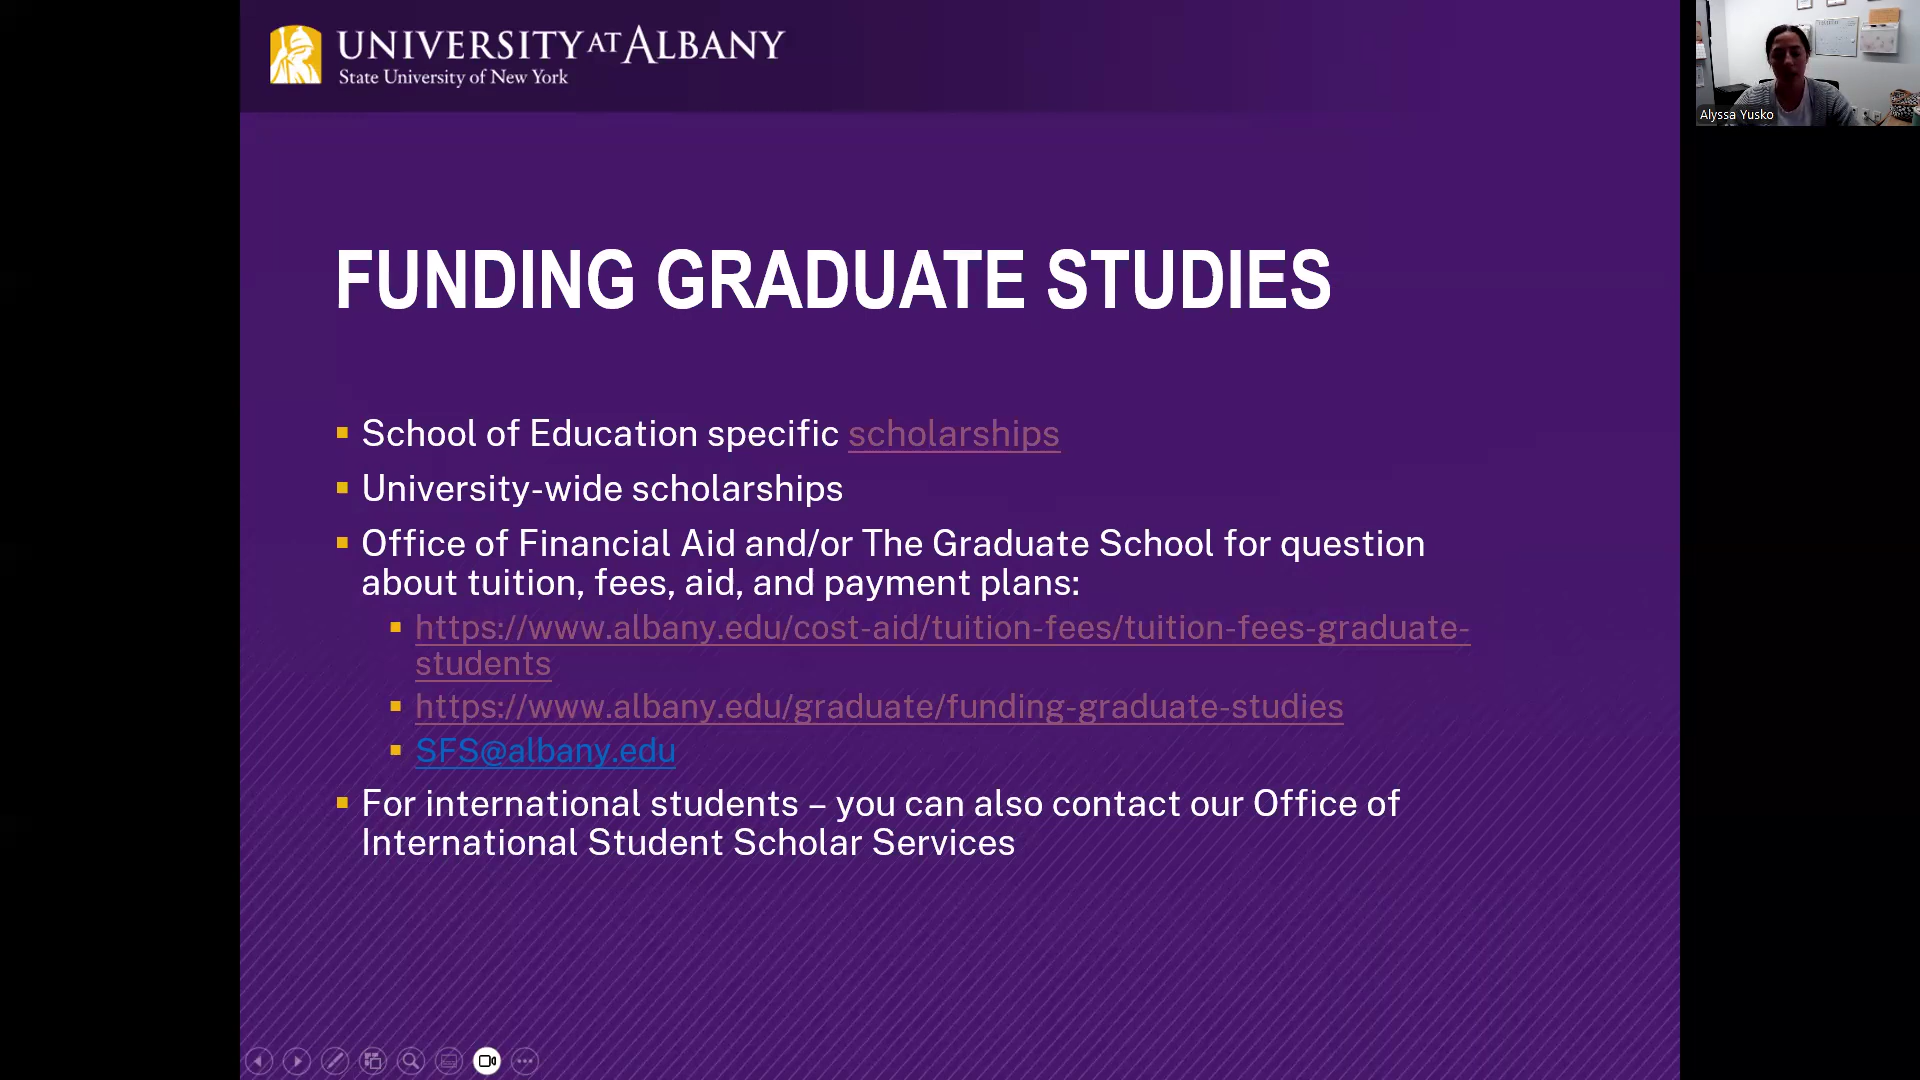 UNIVERSITY AT ALBANY
State University of New York
Alyssa Yusko
FUNDING GRADUATE STUDIES
School of Education specific scholarships
University-wide scholarships
Office of Financial Aid and/or The Graduate School for question
about tuition, fees, aid, and payment plans:
https://www.albany.edu/cost-aid/tuition-fees/tuition-fees-graduate-
students
https://www.albany.edu/graduate/funding-graduate-studies
SFS@albany.edu
For international students – you can also contact our Office of
International Student Scholar Services